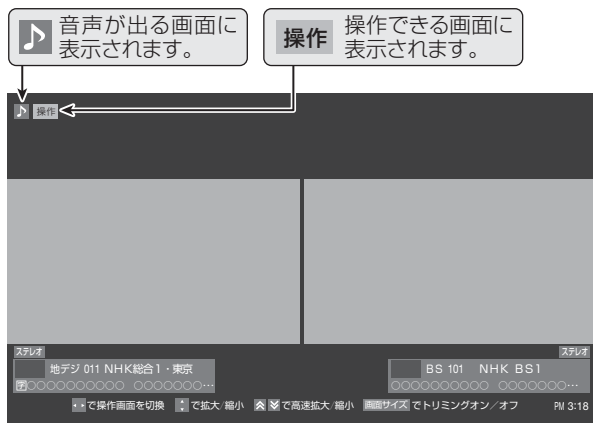 ♪ 音声が出る画面に
表示されます。
操作 操作できる画面に
表示されます。
♪ 操作
ステレオ
地デジ 011 NHK総合1・東京
字○○○○○○○○○○ ○○○○○○○…
ステレオ
BS 101 NHK BS1
○○○○○○○○○○ ○○○○○○○…
で操作画面を切換 で拡大/縮小 で高速拡大/縮小 画面サイズ でトリミングオン/オフ PM 3:18